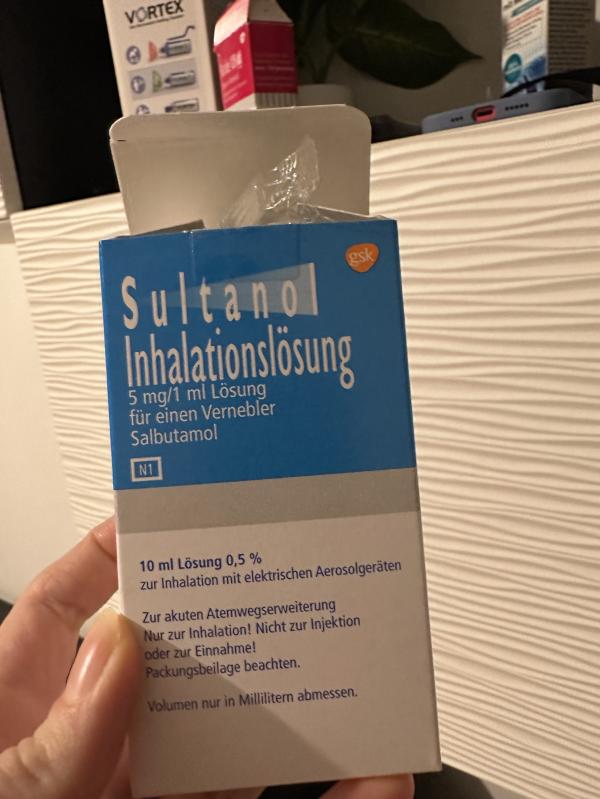 VORTEX
gsk
Sultanol
Inhalationslösung
5 mg/1 ml Lösung
für einen Vernebler
Salbutamol
N1
10 ml Lösung 0,5 %
zur Inhalation mit elektrischen Aerosolgeräten
Zur akuten Atemwegserweiterung
Nur zur Inhalation! Nicht zur Injektion
oder zur Einnahme!
Packungsbeilage beachten.
Volumen nur in Millilitern abmessen.